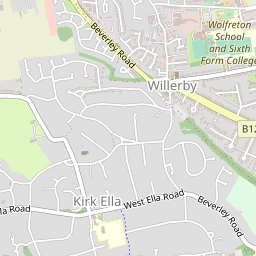 Wolfreton
School
and Sixth
Form College
Beverley Road
Willerby
B12
Kirk Ella
West Ella Road
lla Road
Beverley Road